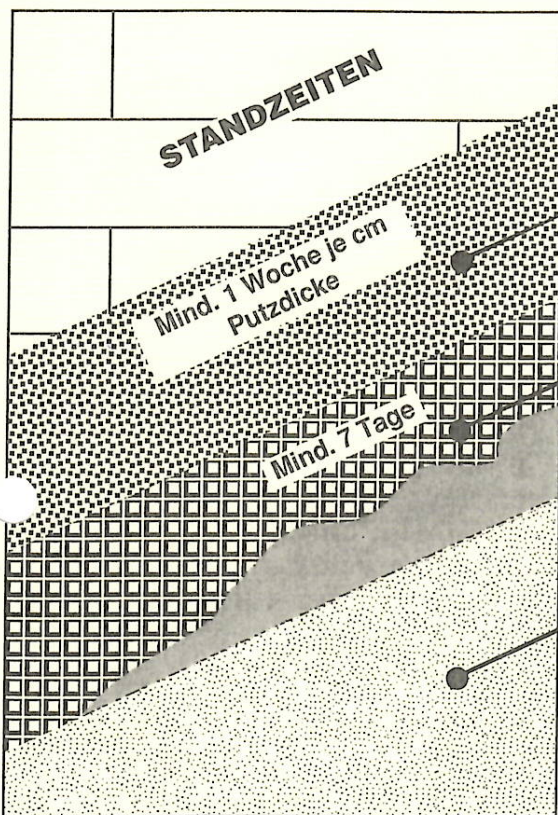 STANDZEITEN
Mind. 1 Woche je cm
Putzdicke
Mind. 7 Tage